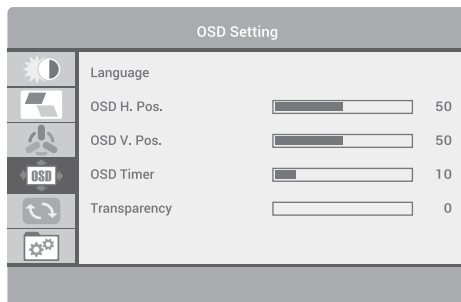 OSD Setting
Language
OSD H. Pos. 50
OSD V. Pos. 50
OSD OSD Timer 10
Transparency 0